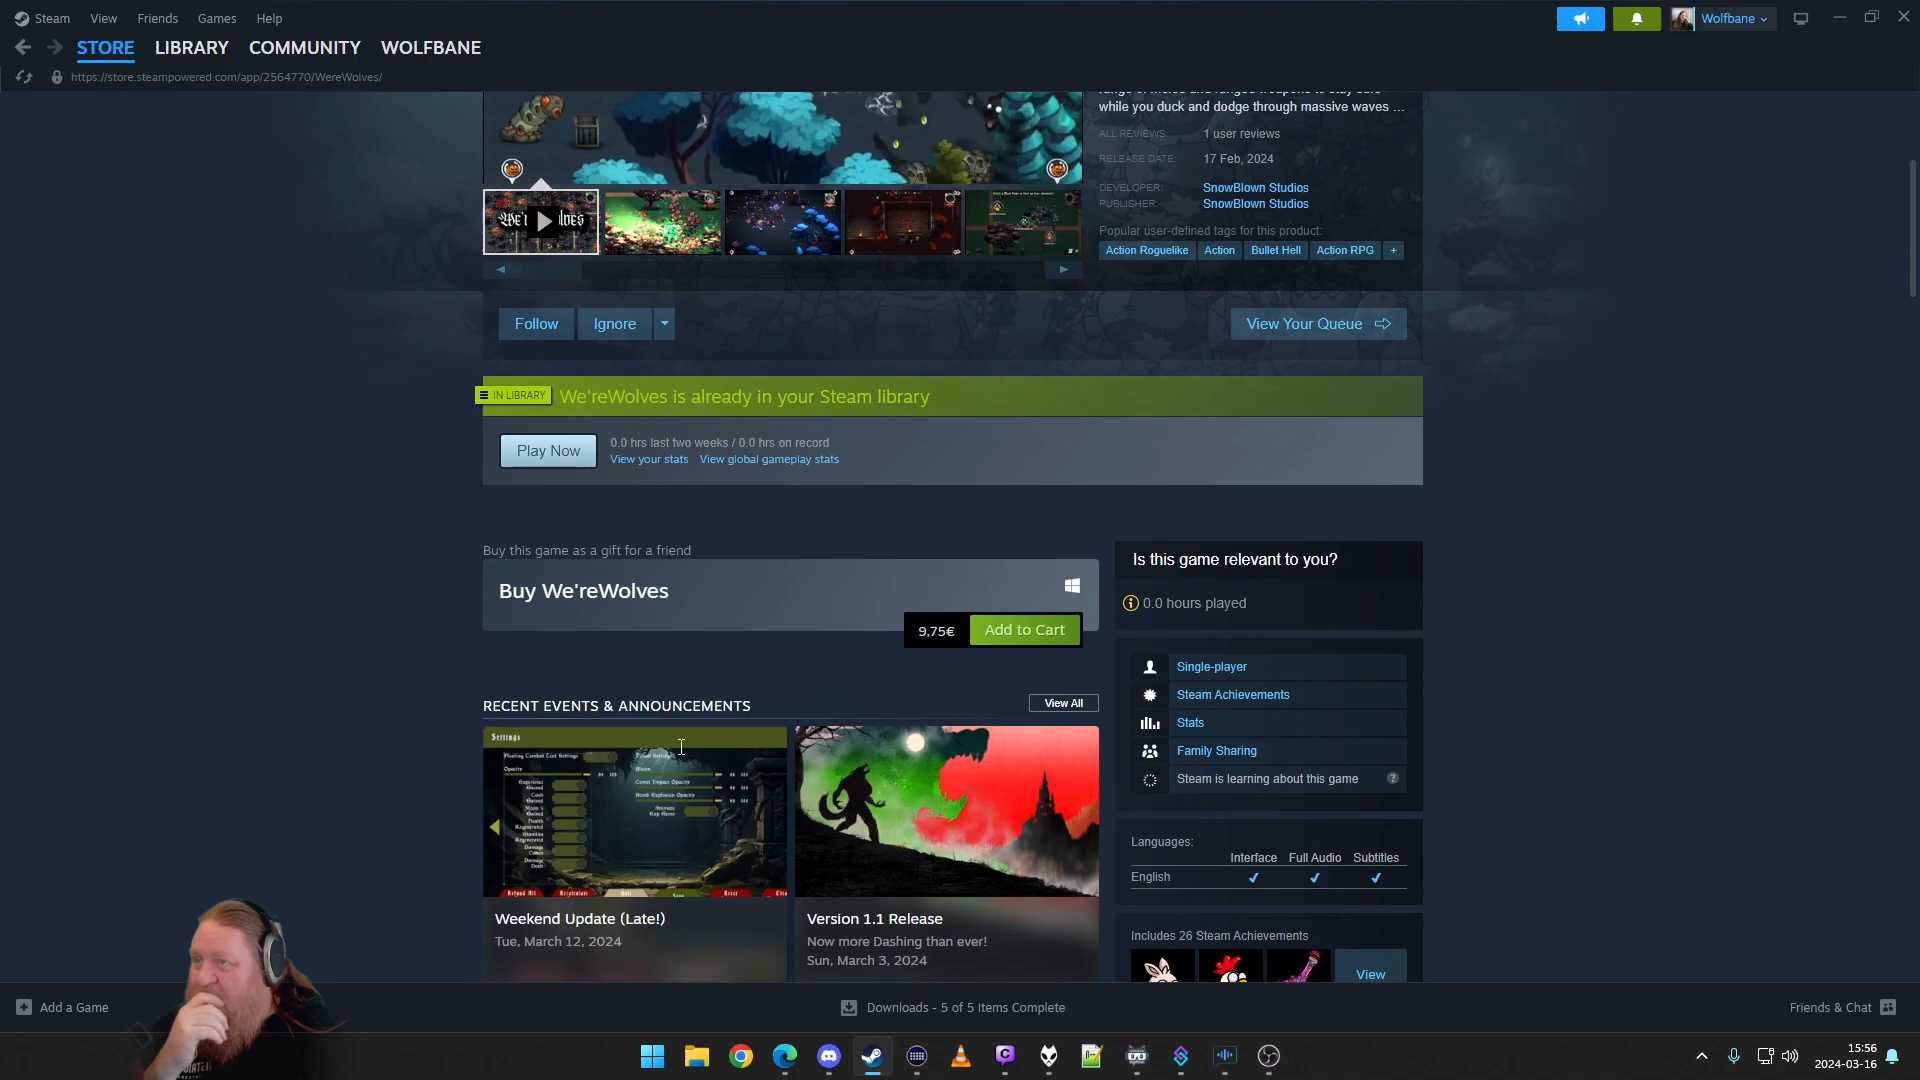 Steam View Friends Games Help
Wolfbane
STORE LIBRARY COMMUNITY WOLFBANE
https://store.steampowered.com/app/2564770/WereWolves/
while you duck and dodge through massive waves ...
ALL REVIEWS: 1 user reviews
RELEASE DATE: 17 Feb, 2024
DEVELOPER: SnowBlown Studios
PUBLISHER: SnowBlown Studios
Popular user-defined tags for this product:
Action Roguelike Action Bullet Hell Action RPG +
Follow Ignore
View Your Queue
IN LIBRARY We'reWolves is already in your Steam library
Play Now
0.0 hrs last two weeks / 0.0 hrs on record
View your stats View global gameplay stats
Buy this game as a gift for a friend
Buy We'reWolves
9,75€ Add to Cart
Is this game relevant to you?
0.0 hours played
Single-player
Steam Achievements
Stats
Family Sharing
Steam is learning about this game ?
RECENT EVENTS & ANNOUNCEMENTS
View All
Settings
Weekend Update (Late!)
Tue, March 12, 2024
Version 1.1 Release
Now more Dashing than ever!
Sun, March 3, 2024
Languages:
Interface Full Audio Subtitles
English ✔ ✔ ✔
Includes 26 Steam Achievements
View
Add a Game
Downloads - 5 of 5 Items Complete
Friends & Chat
15:56
2024-03-16